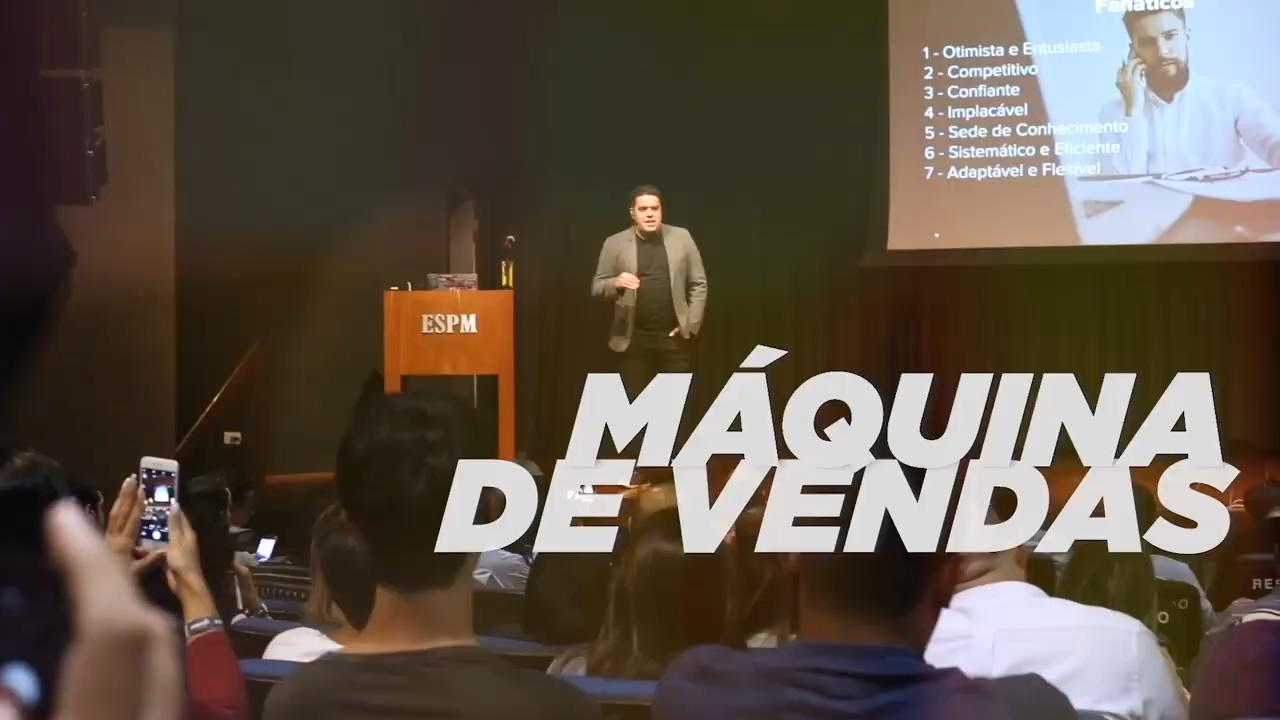 Fanáticos
1 - Otimista e Entusiasta
2 - Competitivo
3 - Confiante
4 - Implacável
5 - Sede de Conhecimento
6 - Sistemático e Eficiente
7 - Adaptável e Flexível
ESPM
MÁQUINA
DE VENDAS